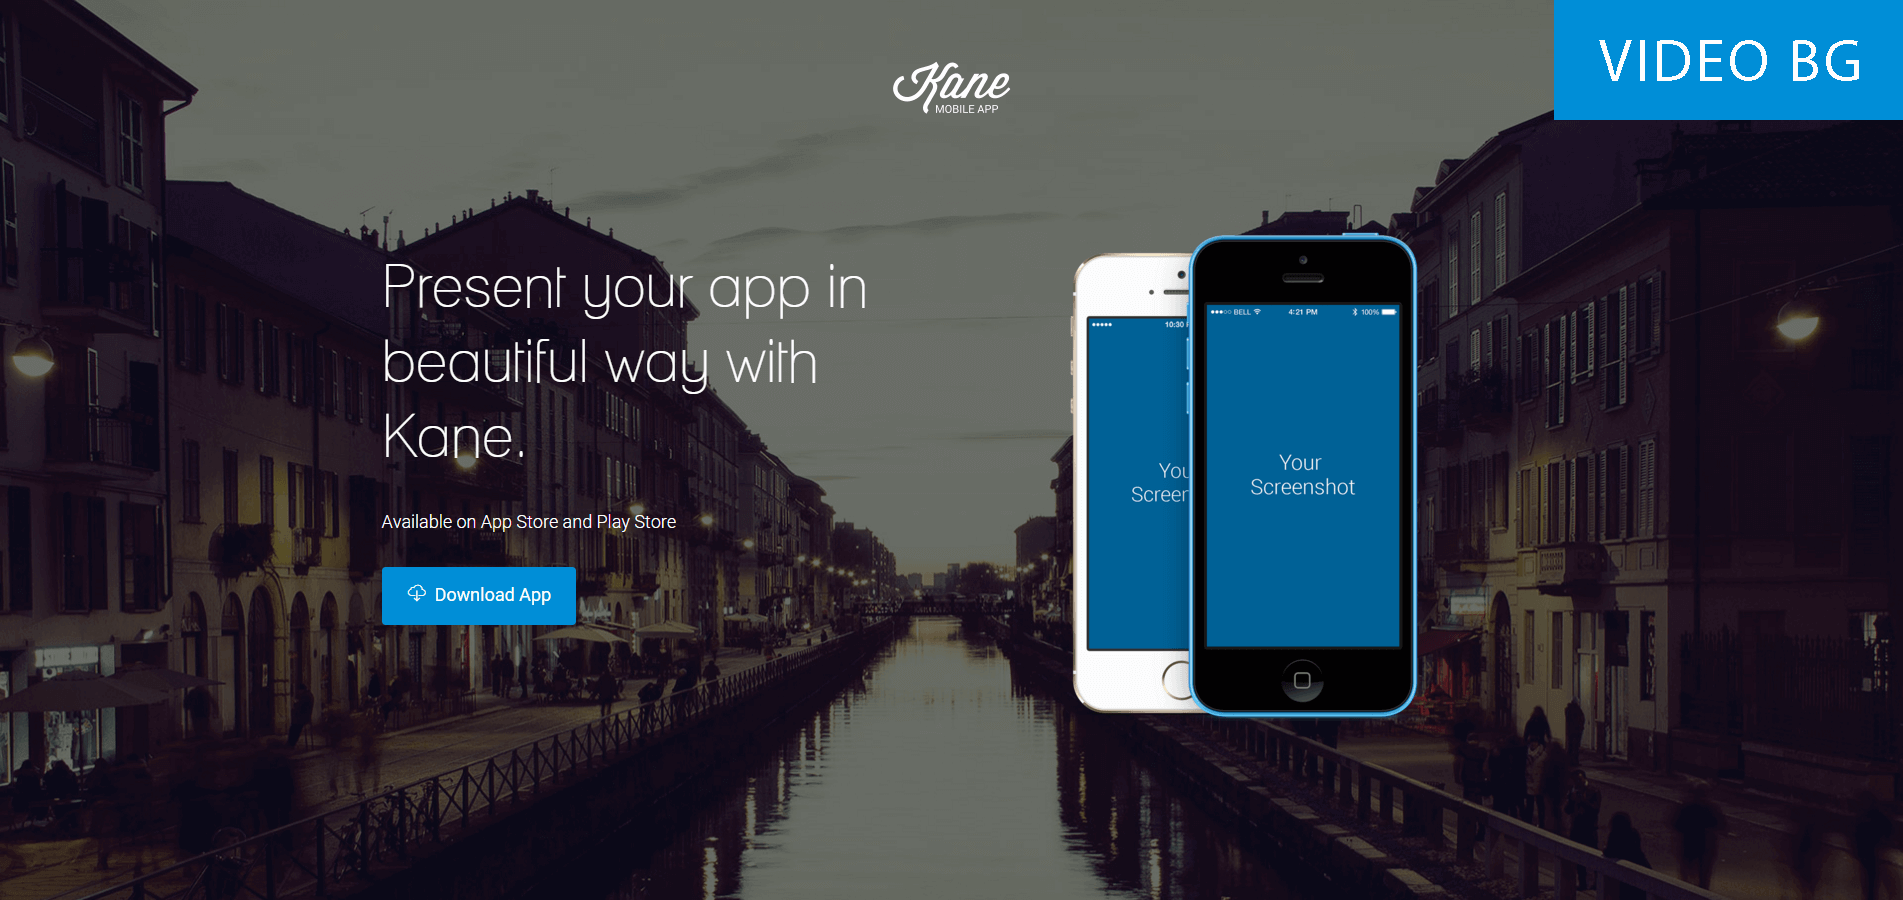 VIDEO BG
Kane
MOBILE APP
Present your app in
beautiful way with
Kane.
Available on App Store and Play Store
Download App
10:30
You
Screen
BELL
4:21 PM
100%
Your
Screenshot